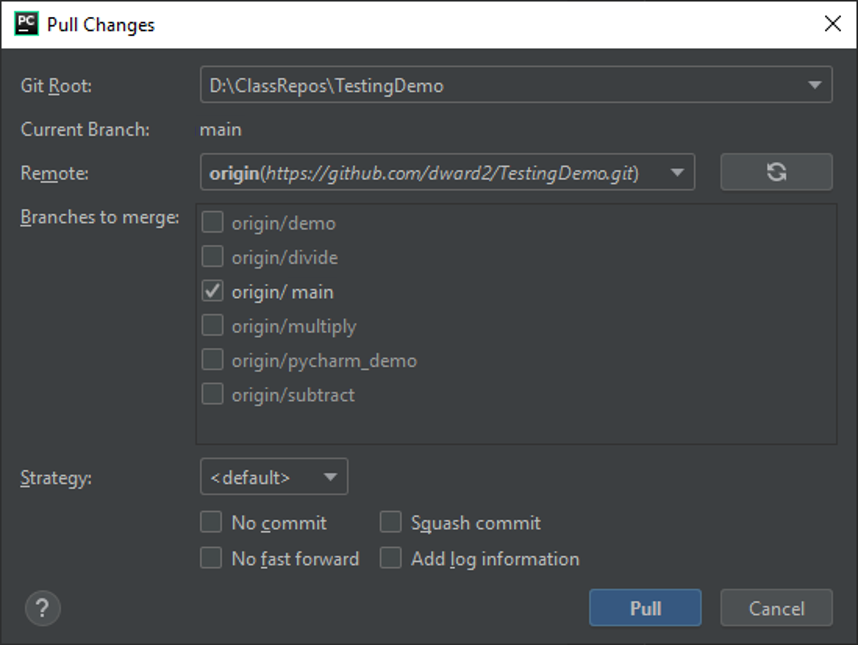 PC Pull Changes
Git Root: D:\ClassRepos\TestingDemo
Current Branch: main
Remote: origin(https://github.com/dward2/TestingDemo.git)
Branches to merge: origin/demo
origin/divide
origin/ main
origin/multiply
origin/pycharm_demo
origin/subtract
Strategy: <default>
No commit Squash commit
No fast forward Add log information
? Pull Cancel